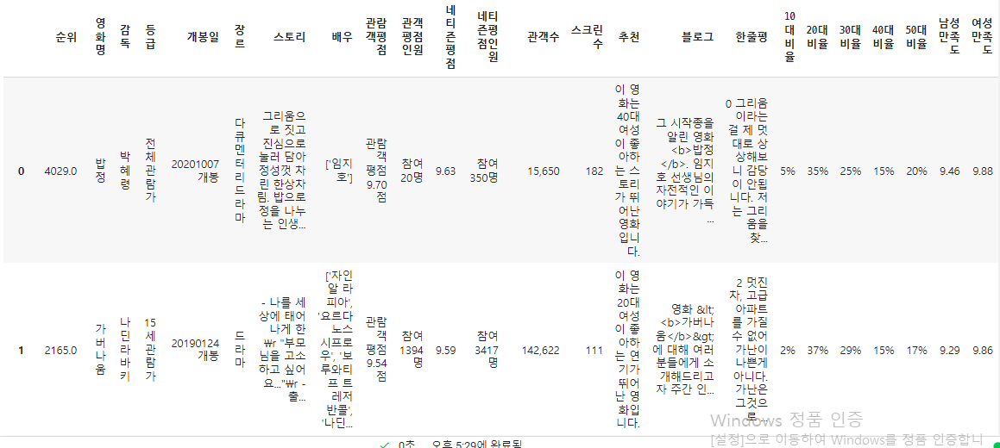 순위 영화명 감독 등급 개봉일 장르 스토리 배우 관람객평점 관객평점인원 네티즌평점 네티즌평점인원 관객수 스크린수 추천 블로그 한줄평 10대비율 20대비율 30대비율 40대비율 50대비율 남성만족도 여성만족도
0
4029.0
밥정
박혜령
전체관람가
20201007
개봉
다큐멘터리드라마
그리움으
로 짓고
진심으로
눌러 담아
정성껏 차
린 한상차
림. 밥으로
정을 나누
는 인생...
['임지
호']
관람
객
평점
9.70
점
참여
20명
9.63
참여
350명
15,650
182
이 영
화는
40대
여성
이 좋
아하
는 스
토리
가 뛰
어난
영화
입니
다.
그 시작종을
알린 영화
<b>밥정
</b>. 임지
호 선생님의
자전적인 이
야기가 가득
...
0 그리움
이라는
결 제 멋
대로 상
상해보
니 감당
이 안됩
니다. 저
는 그리
움을
찾...
5%
35%
25%
15%
20%
9.46
9.88
1
2165.0
가버나움
나딘라바키
15세관람가
20190124
개봉
드라마
- 나를 세
상에 태어
나게 한
₩r "부모
님을 고소
하고 싶어
요..."₩r -
출...
['자인
알 라
피아',
'요르다
노스
시프로
우', '보
루와티
프 트
레저
반콜',
'나딘...
관람
객
평점
9.54
점
참여
1394
명
9.59
참여
3417
명
142,622
111
이 영
화는
20대
여성
이 좋
아하
는 연
기가
뛰어
난 영
화입
니다.
영화 &lt;
<b>가버나
움</b>&gt;
에 대해 여러
분들에게 소
개해드리고
자 주간 인...
2 멋진
차, 고급
아파트
를 가질
수 없어
가난이
나쁜게
아니다.
가난은
그것으
로 ...
2%
37%
29%
15%
17%
9.29
9.86
Windows 정품 인증
[설정]으로 이동하여 Windows를 정품 인증합니
0초 오후 5:29에 완료됨